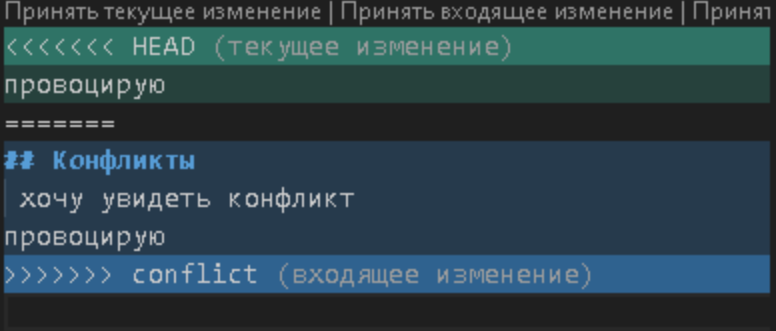 Принять текущее изменение | Принять входящее изменение | Принят
<<<<<<< HEAD (текущее изменение)
провоцирую
=======
## Конфликты
хочу увидеть конфликт
провоцирую
>>>>>>> conflict (входящее изменение)